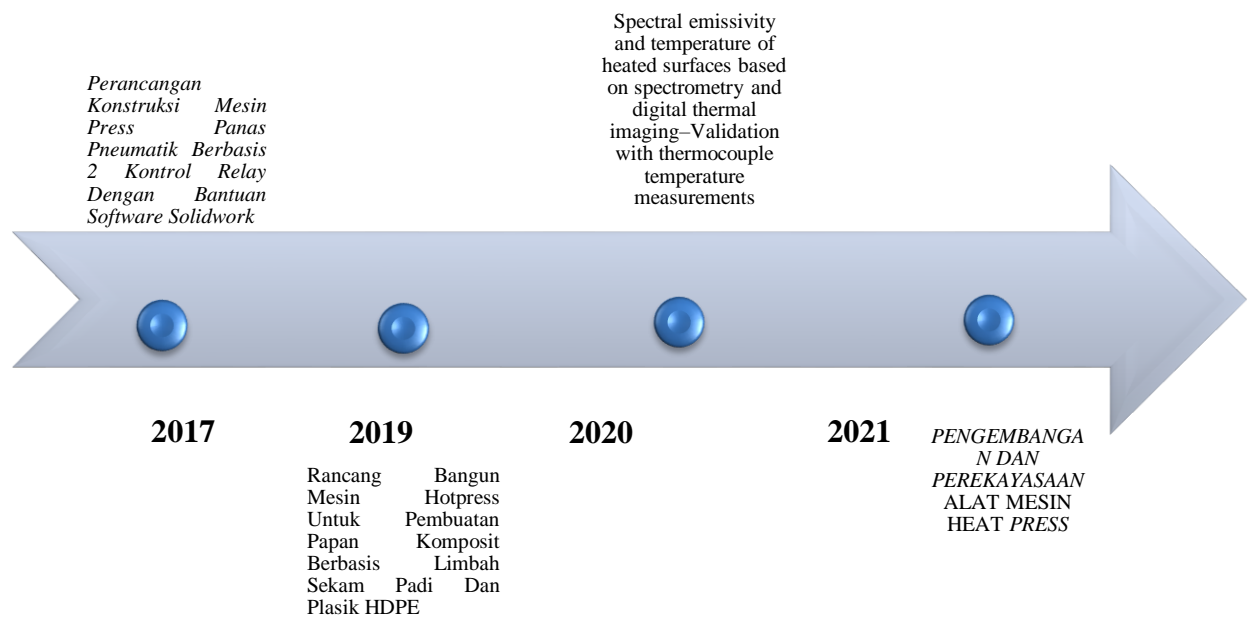 Perancangan
Konstruksi Mesin
Press Panas
Pneumatik Berbasis
2 Kontrol Relay
Dengan Bantuan
Software Solidwork
Spectral emissivity
and temperature of
heated surfaces based
on spectrometry and
digital thermal
imaging–Validation
with thermocouple
temperature
measurements
2017
2019
Rancang Bangun
Mesin Hotpress
Untuk Pembuatan
Papan Komposit
Berbasis Limbah
Sekam Padi Dan
Plasik HDPE
2020
2021
PENGEMBANGA
N DAN
PEREKAYASAAN
ALAT MESIN
HEAT PRESS